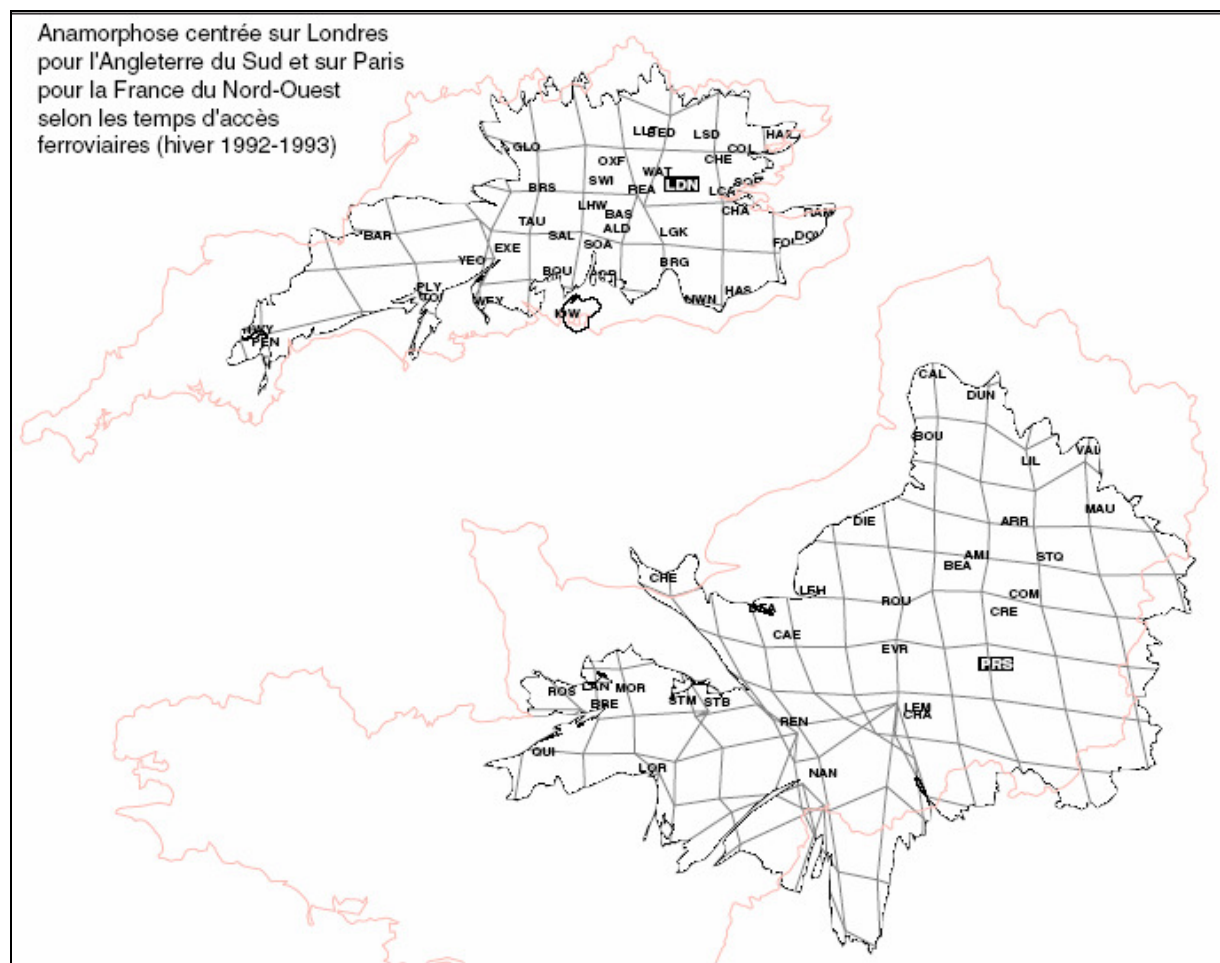 Anamorphose centrée sur Londres
pour l'Angleterre du Sud et sur Paris
pour la France du Nord-Ouest
selon les temps d'accès
ferroviaires (hiver 1992-1993)
LSD
GLO
COL
OXF
CHE
WAT
SWI
LDN
BRS
REA
LHW
CHA
BAS
TAU
ALD
LGK
BAR
SAL
SOA
EXE
YEO
BRG
BOU
PLY
HAS
WEY
PEN
CAL
DUN
BOU
VAL
LIL
MAU
DIE
ARR
AMI
STQ
BEA
CHE
LEH
COM
ROU
CRE
CAE
EVR
PRS
ROS
LAN
MOR
BRE
STM
STB
LEM
CHA
REN
QUI
LOR
NAN